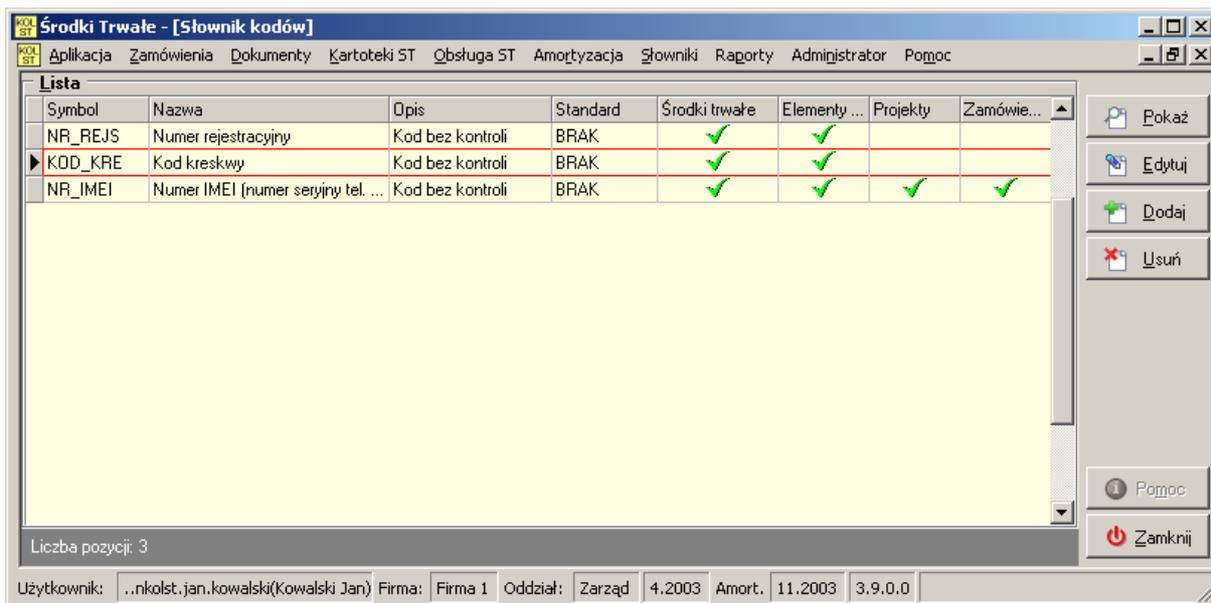 KOL ST Środki Trwałe - [Słownik kodów]
KOL ST Aplikacja Zamówienia Dokumenty Kartoteki ST Obsługa ST Amortyzacja Słowniki Raporty Administrator Pomoc
Lista
Symbol Nazwa Opis Standard Środki trwałe Elementy ... Projekty Zamówie...
NR_REJS Numer rejestracyjny Kod bez kontroli BRAK
KOD_KRE Kod kreskwy Kod bez kontroli BRAK
NR_IMEI Numer IMEI (numer seryjny tel. ... Kod bez kontroli BRAK
Pokaż
Edytuj
Dodaj
Usuń
Pomoc
Zamknij
Liczba pozycji: 3
Użytkownik: ..nkolst.jan.kowalski(Kowalski Jan) Firma: Firma 1 Oddział: Zarząd 4.2003 Amort. 11.2003 3.9.0.0